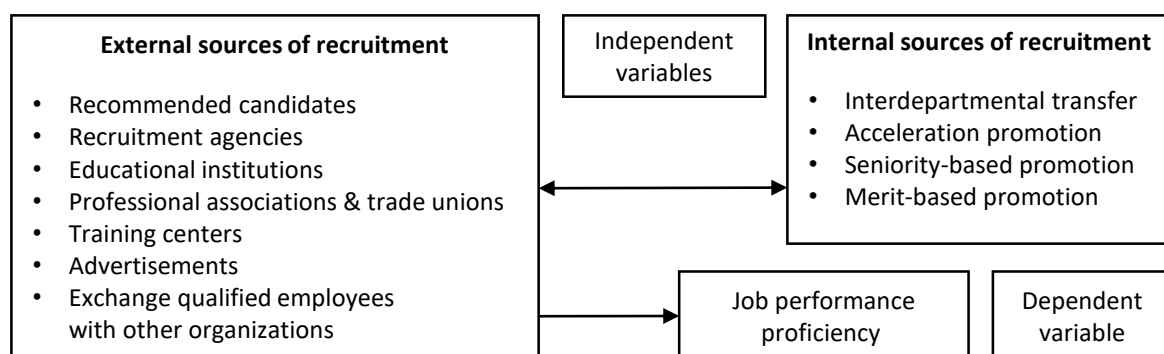 External sources of recruitment
• Recommended candidates
• Recruitment agencies
• Educational institutions
• Professional associations & trade unions
• Training centers
• Advertisements
• Exchange qualified employees
with other organizations
Independent
variables
Internal sources of recruitment
• Interdepartmental transfer
• Acceleration promotion
• Seniority-based promotion
• Merit-based promotion
Job performance
proficiency
Dependent
variable